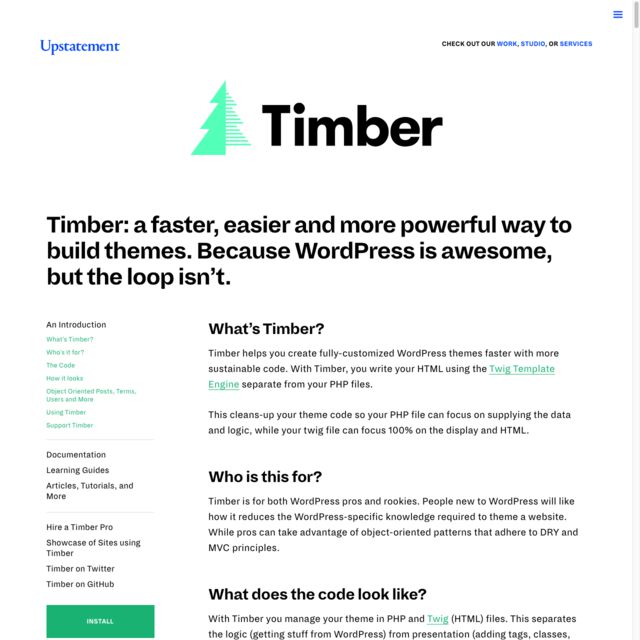 Upstatement
CHECK OUT OUR WORK, STUDIO, OR SERVICES
Timber
Timber: a faster, easier and more powerful way to
build themes. Because WordPress is awesome,
but the loop isn’t.
An Introduction
What's Timber?
Who's it for?
The Code
How it looks
Object Oriented Posts, Terms,
Users and More
Using Timber
Support Timber
Documentation
Learning Guides
Articles, Tutorials, and
More
Hire a Timber Pro
Showcase of Sites using
Timber
Timber on Twitter
Timber on GitHub
INSTALL
What’s Timber?
Timber helps you create fully-customized WordPress themes faster with more
sustainable code. With Timber, you write your HTML using the Twig Template
Engine separate from your PHP files.
This cleans-up your theme code so your PHP file can focus on supplying the data
and logic, while your twig file can focus 100% on the display and HTML.
Who is this for?
Timber is for both WordPress pros and rookies. People new to WordPress will like
how it reduces the WordPress-specific knowledge required to theme a website.
While pros can take advantage of object-oriented patterns that adhere to DRY and
MVC principles.
What does the code look like?
With Timber you manage your theme in PHP and Twig (HTML) files. This separates
the logic (getting stuff from WordPress) from presentation (adding tags, classes,